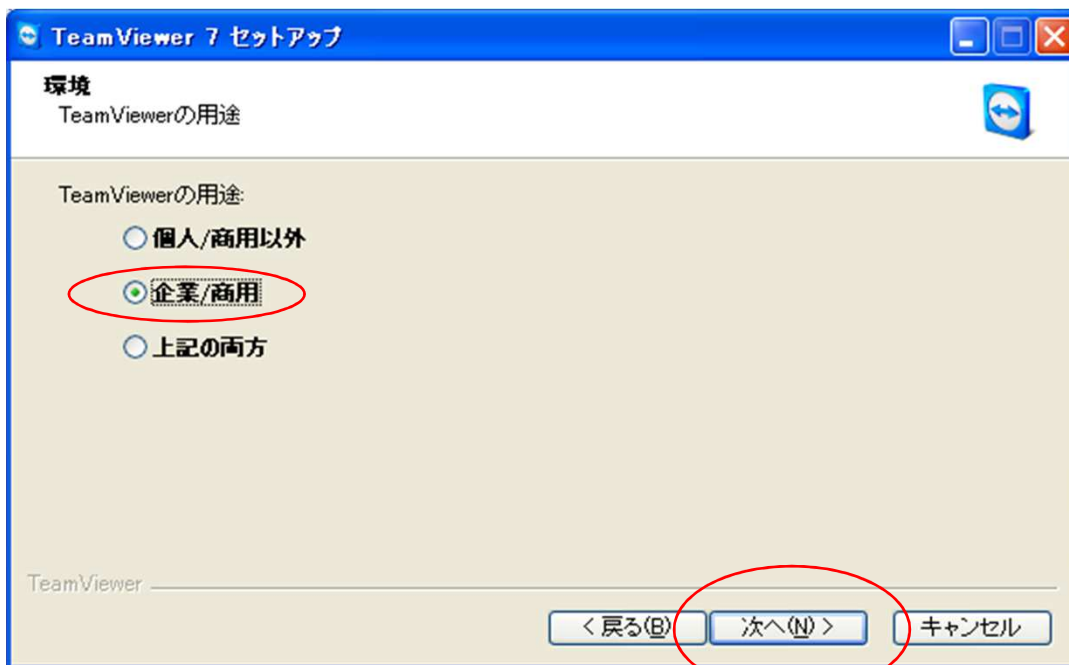 TeamViewer 7 セットアップ
環境
TeamViewerの用途
TeamViewerの用途:
個人/商用以外
企業/商用
上記の両方
TeamViewer
< 戻る(B) 次へ(N) > キャンセル